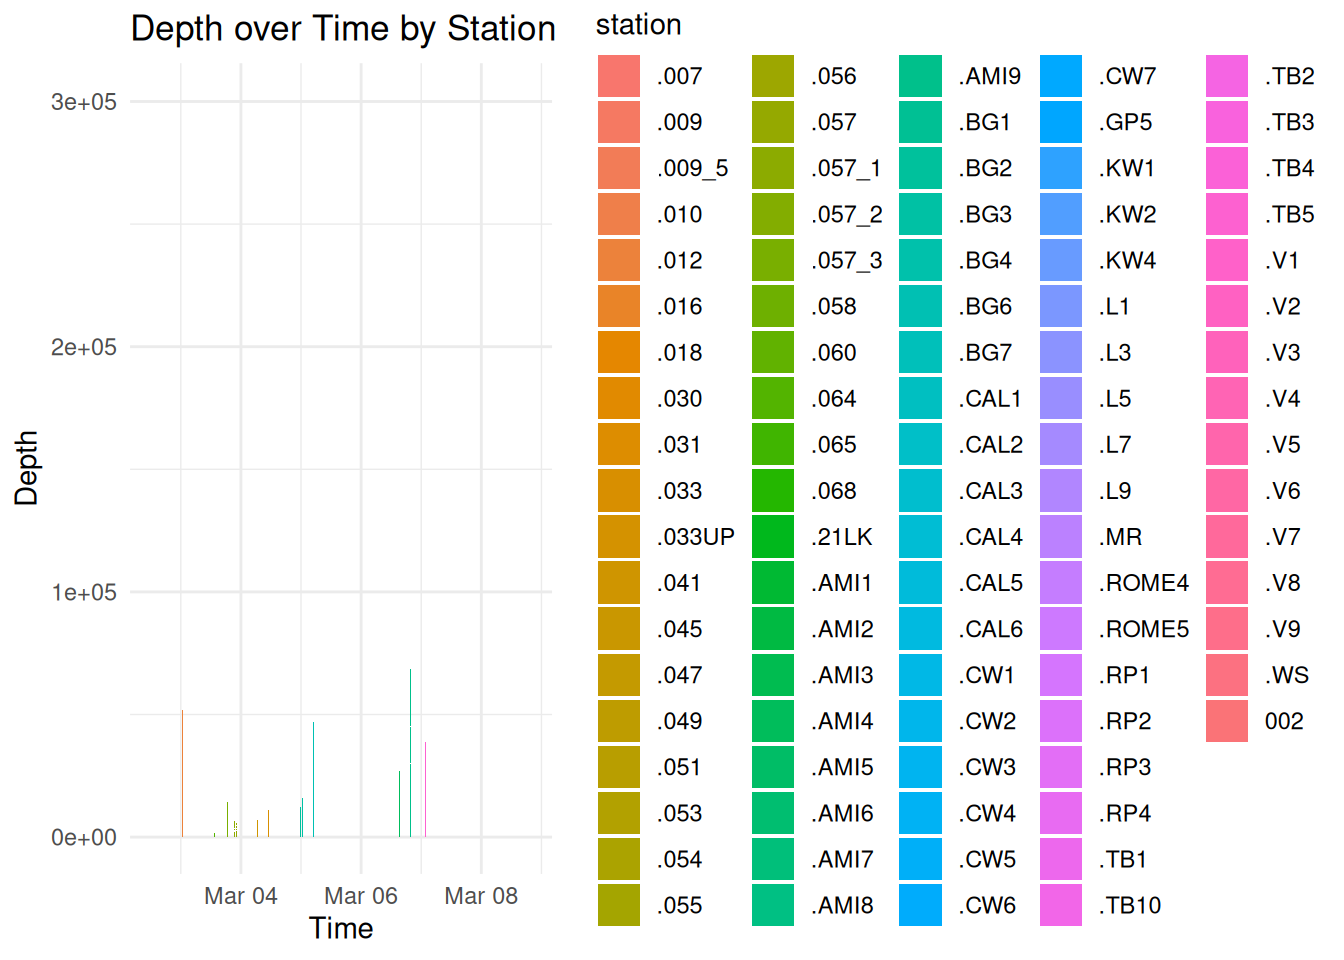 Depth over Time by Station
3e+05
2e+05
1e+05
0e+00
Depth
Mar 04
Mar 06
Mar 08
Time
station
.007
.009
.009_5
.010
.012
.016
.018
.030
.031
.033
.033UP
.041
.045
.047
.049
.051
.053
.054
.055
.056
.057
.057_1
.057_2
.057_3
.058
.060
.064
.065
.068
.21LK
.AMI1
.AMI2
.AMI3
.AMI4
.AMI5
.AMI6
.AMI7
.AMI8
.AMI9
.BG1
.BG2
.BG3
.BG4
.BG6
.BG7
.CAL1
.CAL2
.CAL3
.CAL4
.CAL5
.CAL6
.CW1
.CW2
.CW3
.CW4
.CW5
.CW6
.CW7
.GP5
.KW1
.KW2
.KW4
.L1
.L3
.L5
.L7
.L9
.MR
.ROME4
.ROME5
.RP1
.RP2
.RP3
.RP4
.TB1
.TB10
.TB2
.TB3
.TB4
.TB5
.V1
.V2
.V3
.V4
.V5
.V6
.V7
.V8
.V9
.WS
002